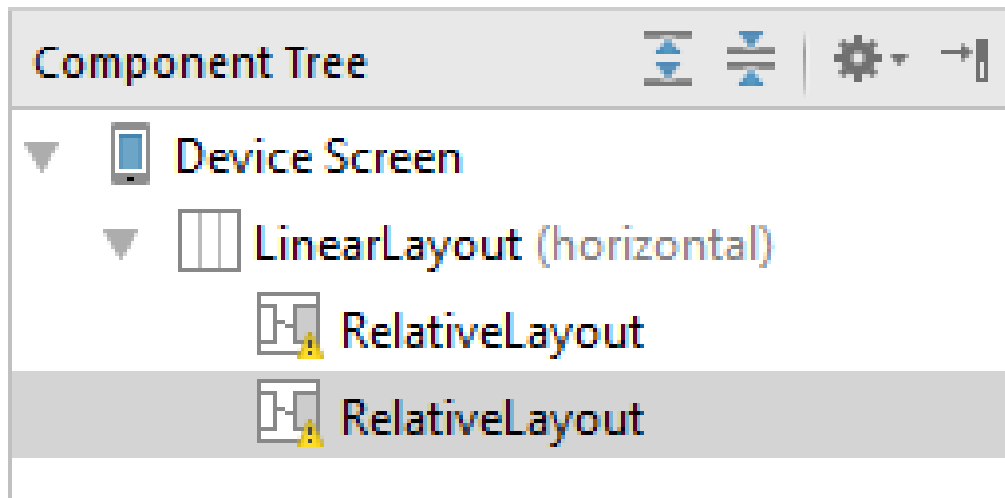 Component Tree
Device Screen
LinearLayout (horizontal)
RelativeLayout
RelativeLayout